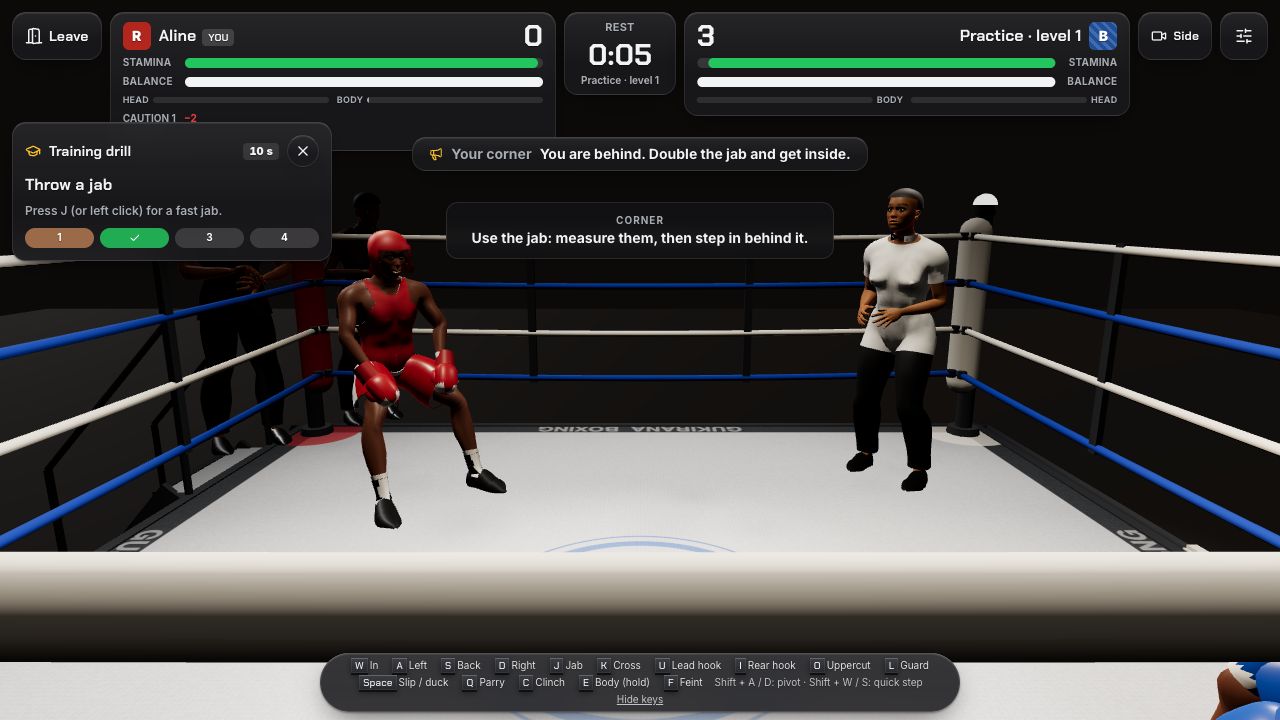 Leave
R Aline YOU 0
STAMINA
BALANCE
HEAD BODY
CAUTION 1 −2
REST
0:05
Practice · level 1
3 Practice · level 1 B
STAMINA
BALANCE
BODY HEAD
Side
Training drill 10 s
Throw a jab
Press J (or left click) for a fast jab.
1 3 4
Your corner You are behind. Double the jab and get inside.
CORNER
Use the jab: measure them, then step in behind it.
GUKIRANA BOXING
W In A Left S Back D Right J Jab K Cross U Lead hook I Rear hook O Uppercut L Guard
Space Slip / duck Q Parry C Clinch E Body (hold) F Feint Shift + A / D: pivot · Shift + W / S: quick step
Hide keys